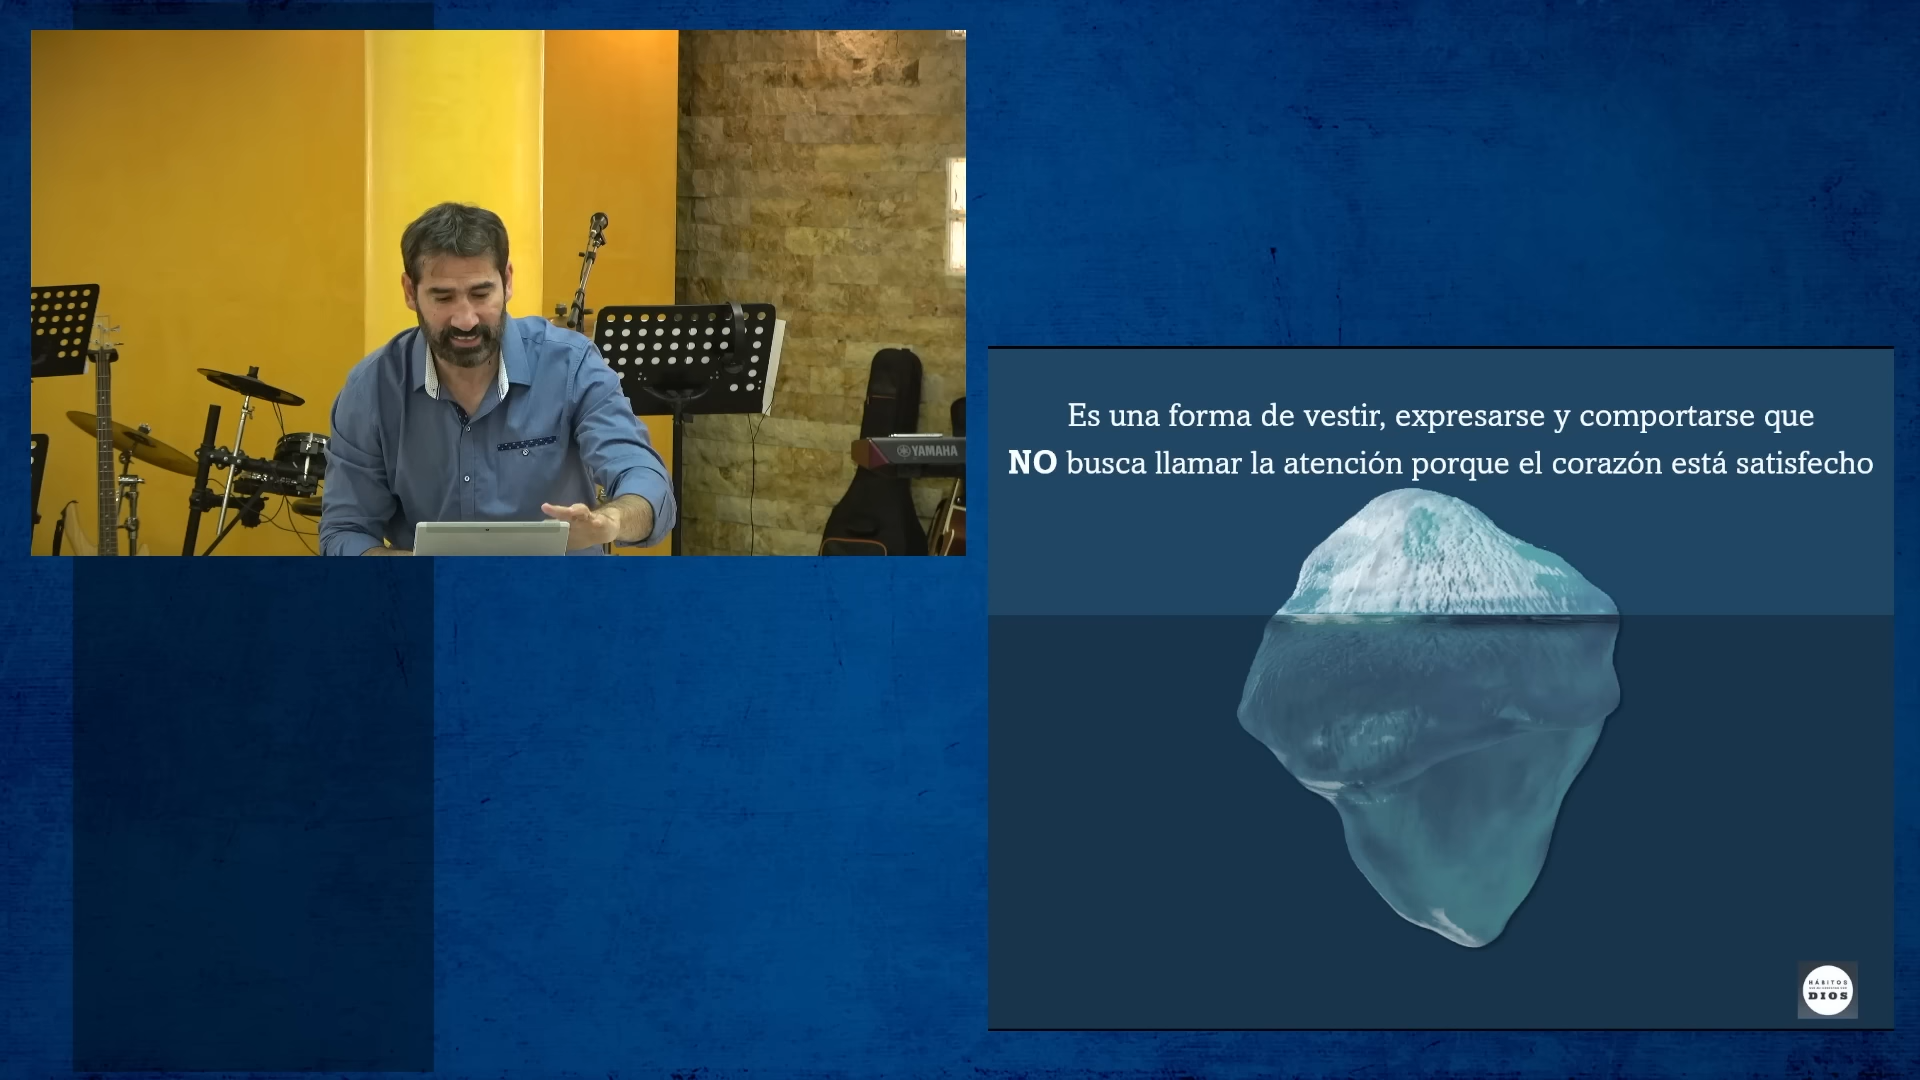 YAMAHA
Es una forma de vestir, expresarse y comportarse que
NO busca llamar la atención porque el corazón está satisfecho
HÁBITOS
DIOS